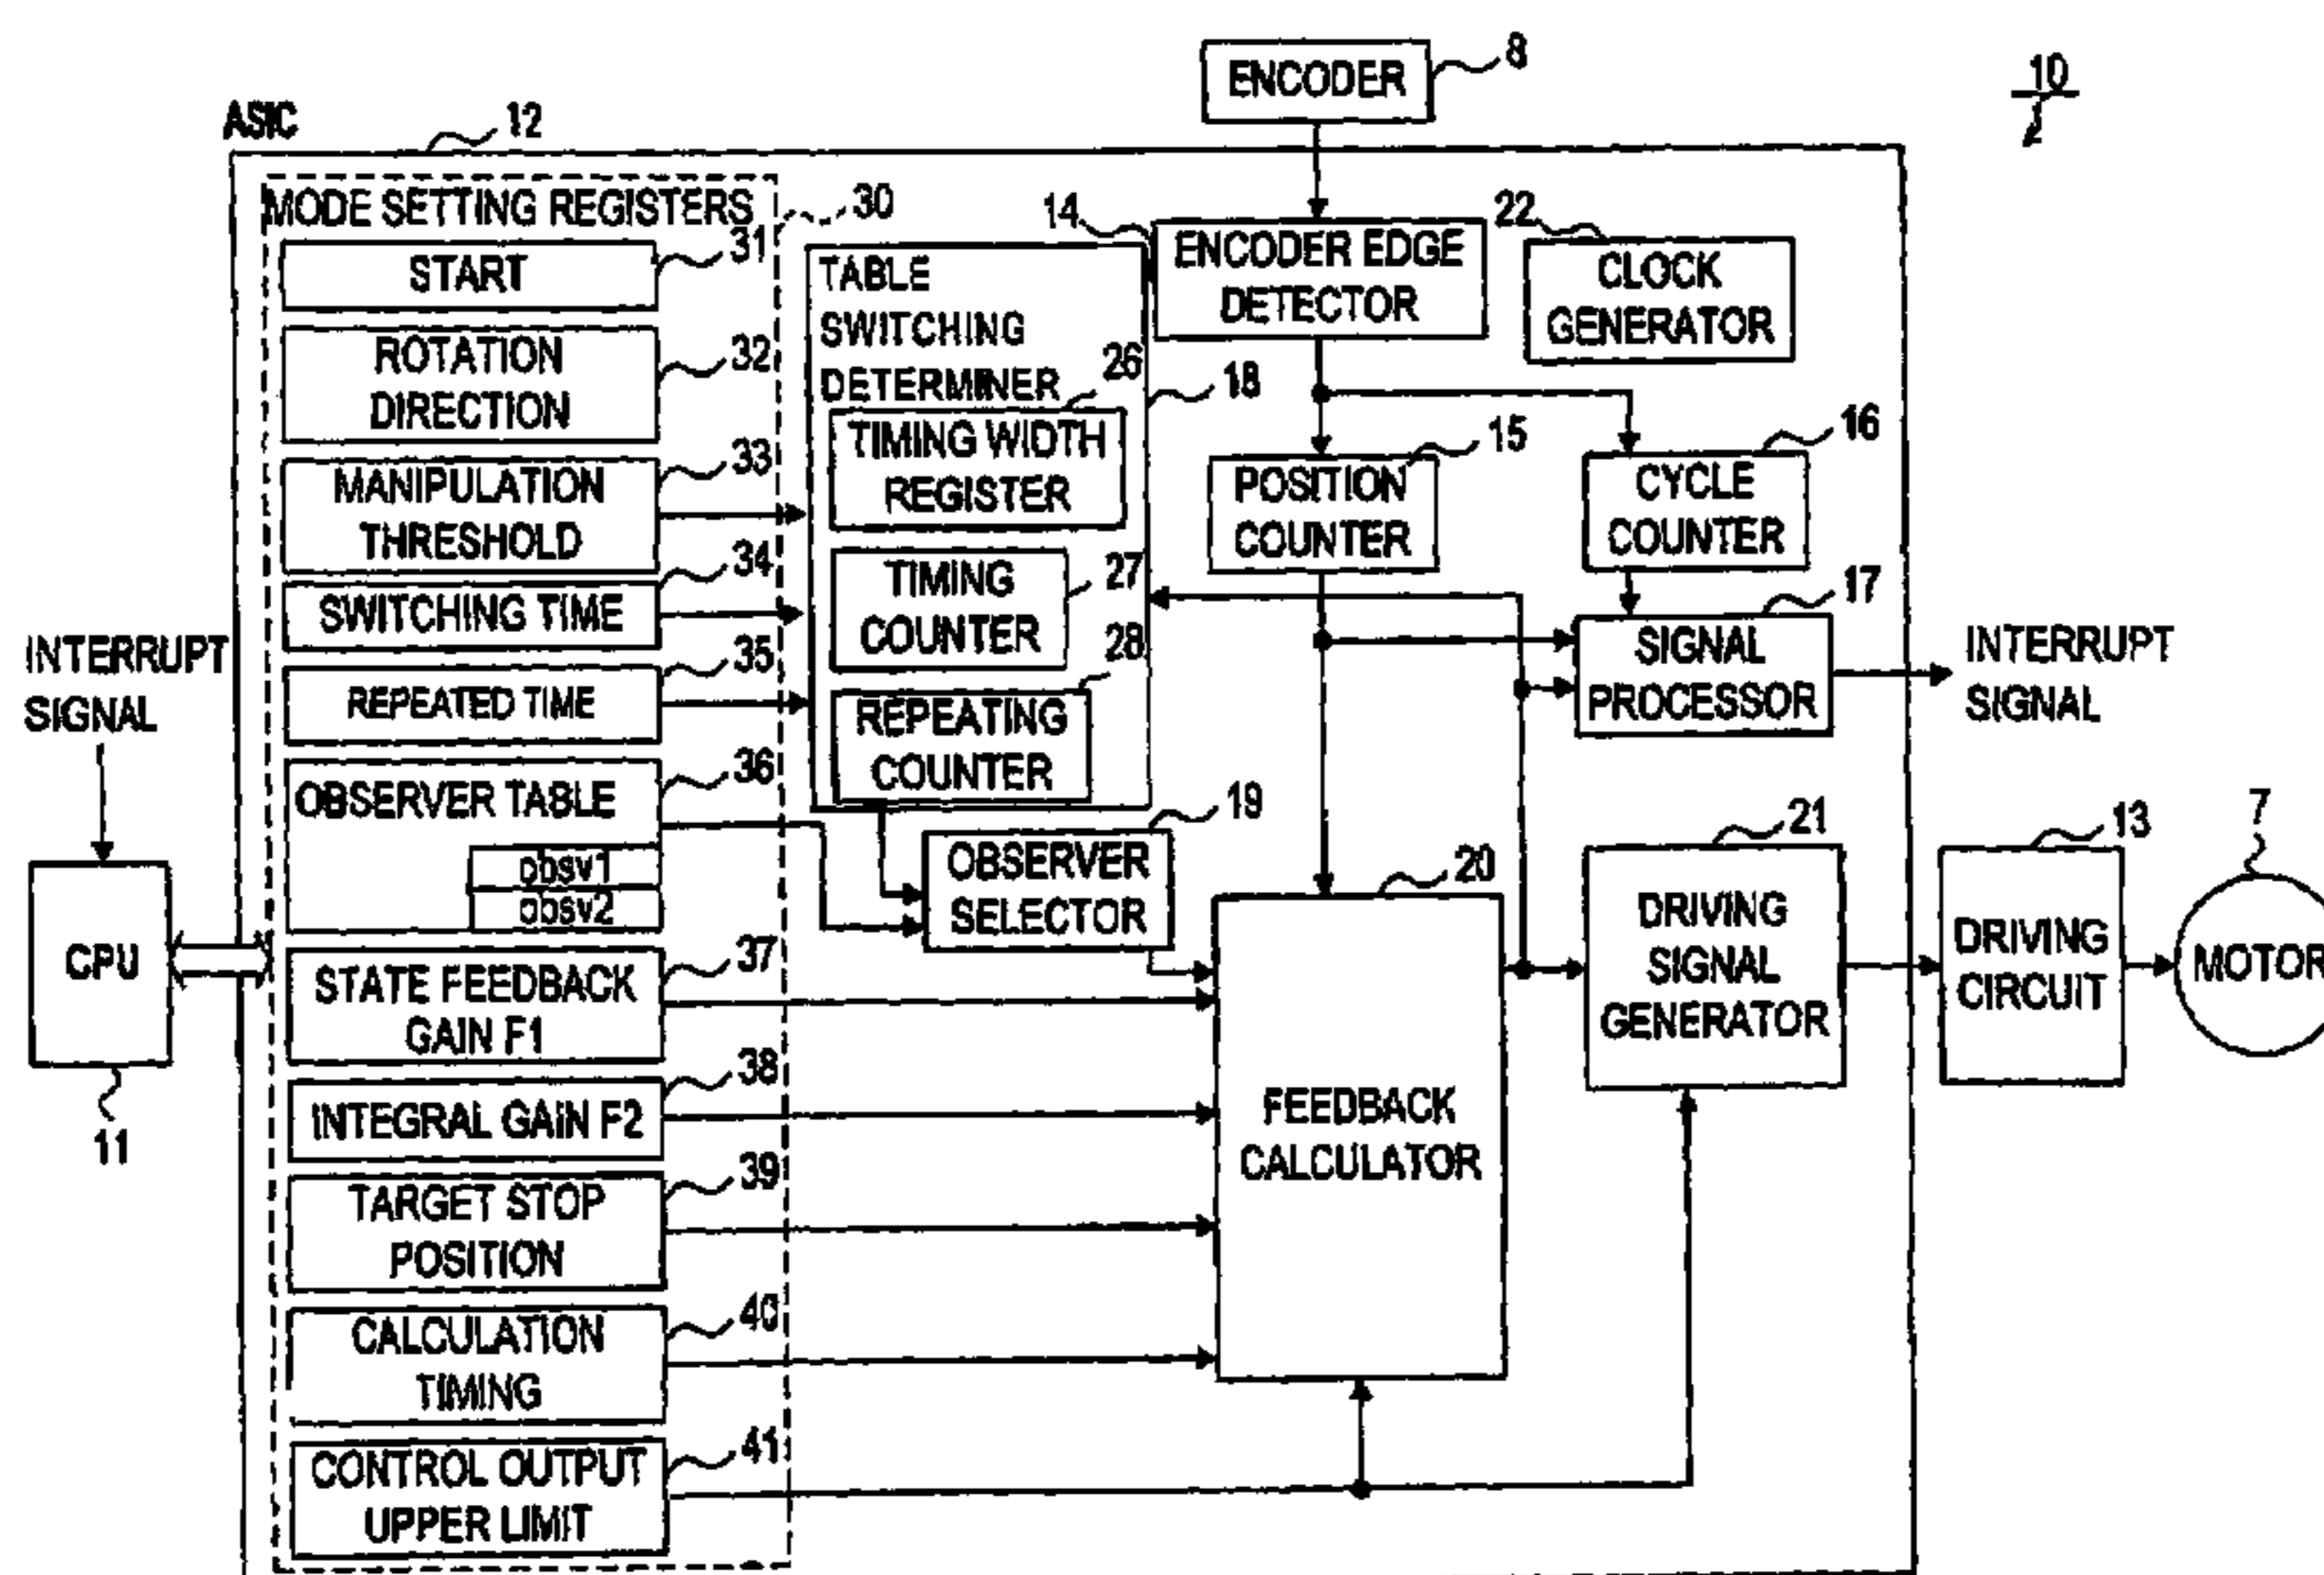 ENCODER
8
10
ASIC
12
MODE SETTING REGISTERS
30
START
31
ROTATION
DIRECTION
32
MANIPULATION
THRESHOLD
33
SWITCHING TIME
34
REPEATED TIME
35
OBSERVER TABLE
36
obsv1
obsv2
STATE FEEDBACK
GAIN F1
37
INTEGRAL GAIN F2
38
TARGET STOP
POSITION
39
CALCULATION
TIMING
40
CONTROL OUTPUT
UPPER LIMIT
41
INTERRUPT
SIGNAL
CPU
11
TABLE
SWITCHING
DETERMINER
18
TIMING WIDTH
REGISTER
26
TIMING
COUNTER
27
REPEATING
COUNTER
28
OBSERVER
SELECTOR
19
14
ENCODER EDGE
DETECTOR
22
CLOCK
GENERATOR
POSITION
COUNTER
15
CYCLE
COUNTER
16
SIGNAL
PROCESSOR
17
INTERRUPT
SIGNAL
FEEDBACK
CALCULATOR
20
DRIVING
SIGNAL
GENERATOR
21
DRIVING
CIRCUIT
13
MOTOR
7